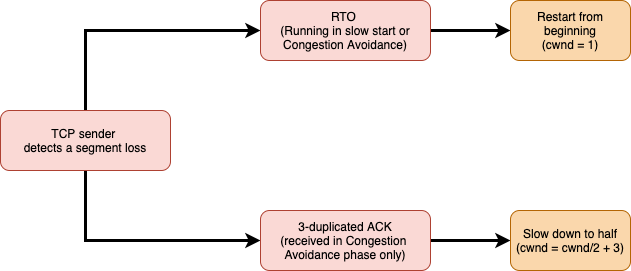 RTO
(Running in slow start or
Congestion Avoidance)
Restart from
beginning
(cwnd = 1)
TCP sender
detects a segment loss
3-duplicated ACK
(received in Congestion
Avoidance phase only)
Slow down to half
(cwnd = cwnd/2 + 3)